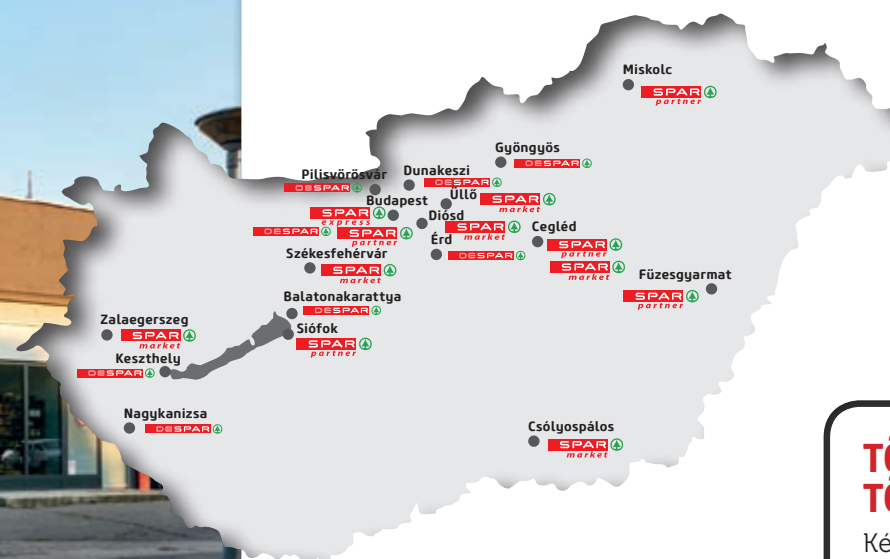 Miskolc
SPAR
partner
Gyöngyös
DESPAR
Pilisvörösvár
DESPAR
Dunakeszi
DESPAR
Üllő
SPAR
market
Budapest
SPAR
express
DESPAR
SPAR
partner
Diósd
SPAR
market
Érd
DESPAR
Cegléd
SPAR
partner
SPAR
market
Székesfehérvár
SPAR
market
Füzesgyarmat
SPAR
partner
Balatonakarattya
DESPAR
Siófok
SPAR
partner
Zalaegerszeg
SPAR
market
Keszthely
DESPAR
Nagykanizsa
DESPAR
Csólyospálos
SPAR
market